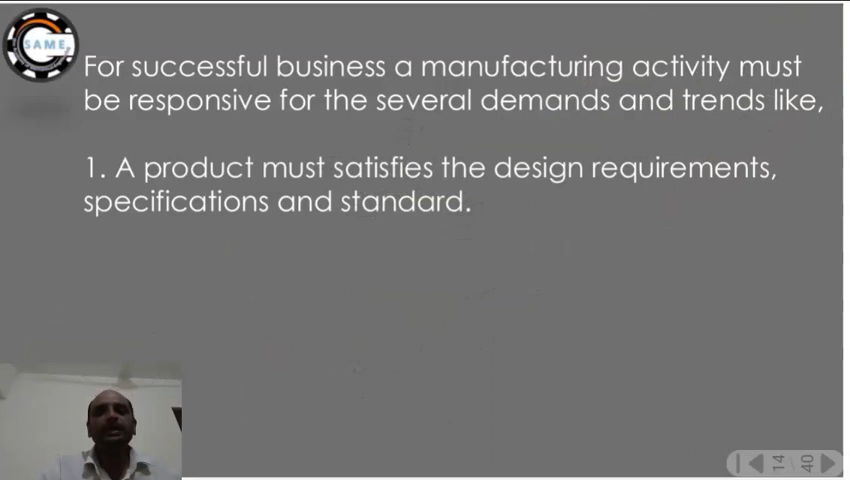 SAME
For successful business a manufacturing activity must
be responsive for the several demands and trends like,
1. A product must satisfies the design requirements,
specifications and standard.
14 \ 40